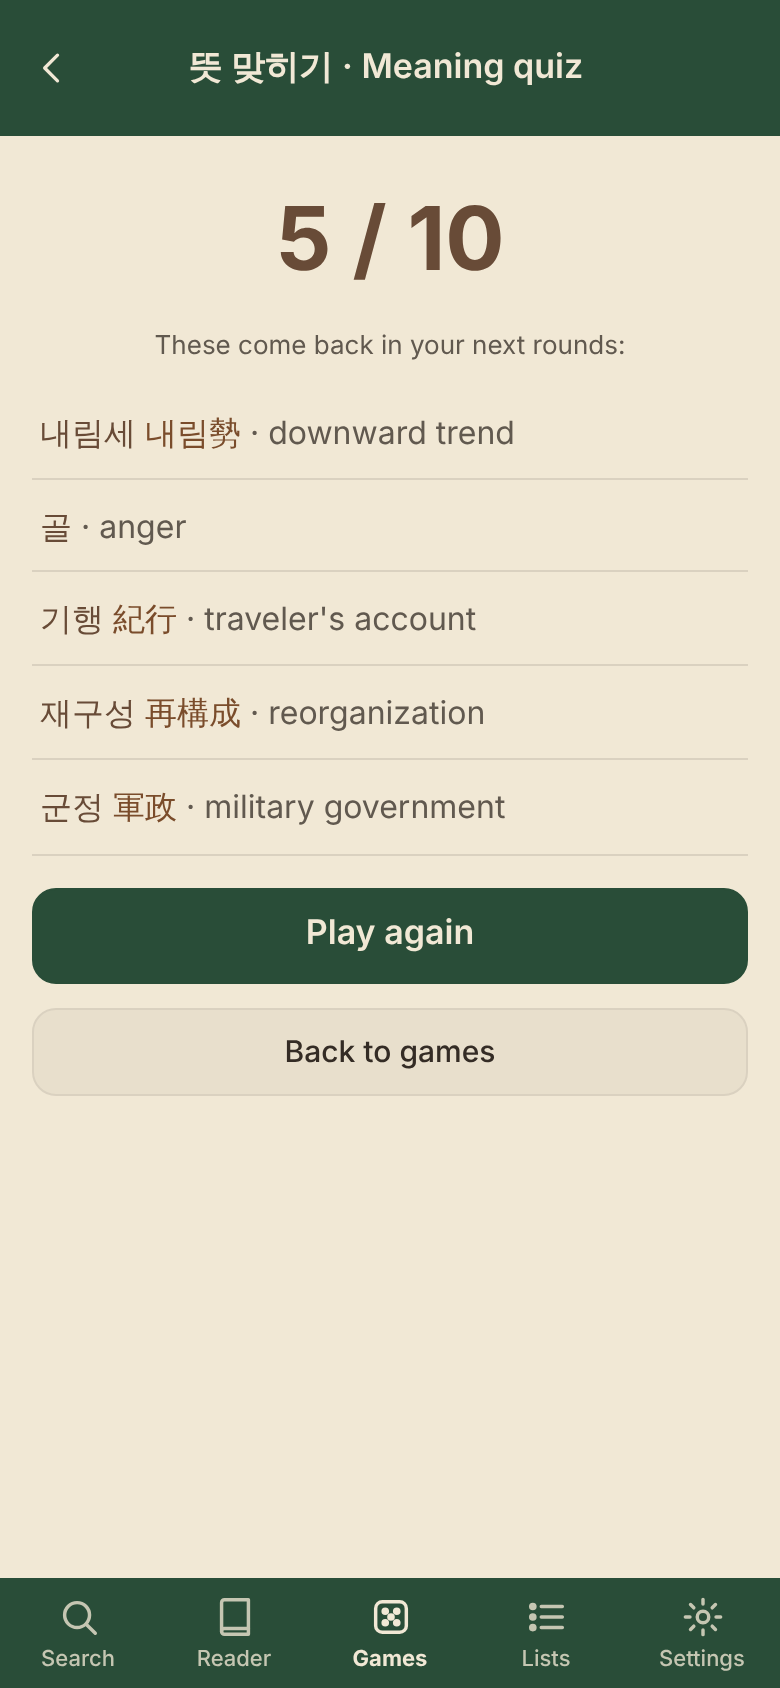 뜻 맞히기 · Meaning quiz
5 / 10
These come back in your next rounds:
내림세 내림勢 · downward trend
골 · anger
기행 紀行 · traveler's account
재구성 再構成 · reorganization
군정 軍政 · military government
Play again
Back to games
Search Reader Games Lists Settings